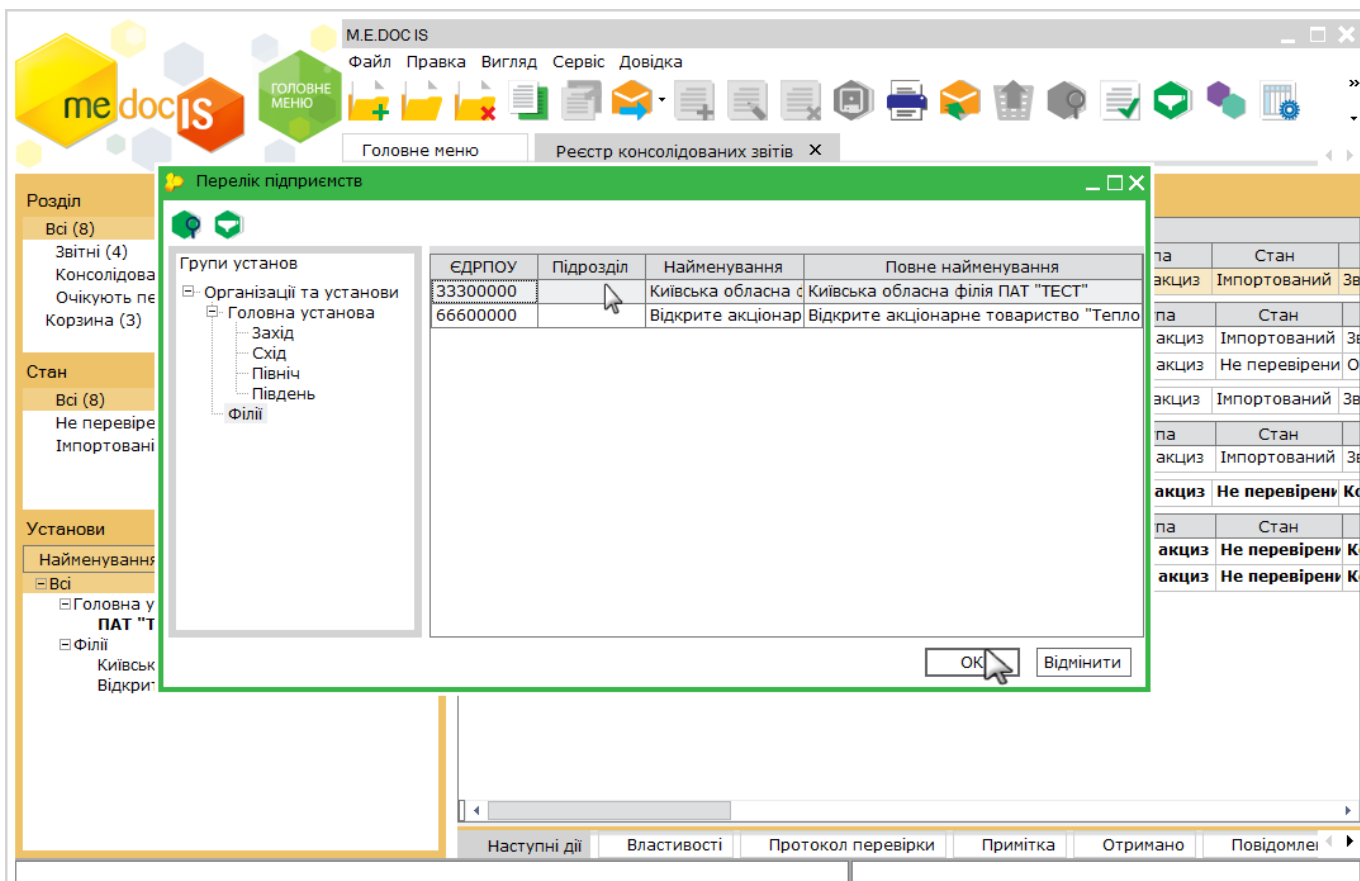 M.E.DOC IS
Файл Правка Вигляд Сервіс Довідка
me doc IS
ГОЛОВНЕ
МЕНЮ
Головне меню
Реєстр консолідованих звітів
Розділ
Всі (8)
Звітні (4)
Консолідова
Очікують пе
Корзина (3)
Стан
Всі (8)
Не перевіре
Імпортовані
Установи
Найменування
Всі
Головна у
ПАТ "Т
Філії
Київськ
Відкрит
Перелік підприємств
Групи установ
Організації та установи
Головна установа
Захід
Схід
Північ
Південь
Філії
ЄДРПОУ Підрозділ Найменування Повне найменування
33300000 Київська обласна ф Київська обласна філія ПАТ "ТЕСТ"
66600000 Відкрите акціонар Відкрите акціонарне товариство "Тепло
ОК Відмінити
па Стан
акциз Імпортований Зв
па Стан
акциз Імпортований Зв
акциз Не перевірени О
акциз Імпортований Зв
па Стан
акциз Імпортований Зв
акциз Не перевірени Ко
па Стан
акциз Не перевірени К
акциз Не перевірени К
Наступні дії Властивості Протокол перевірки Примітка Отримано Повідомле